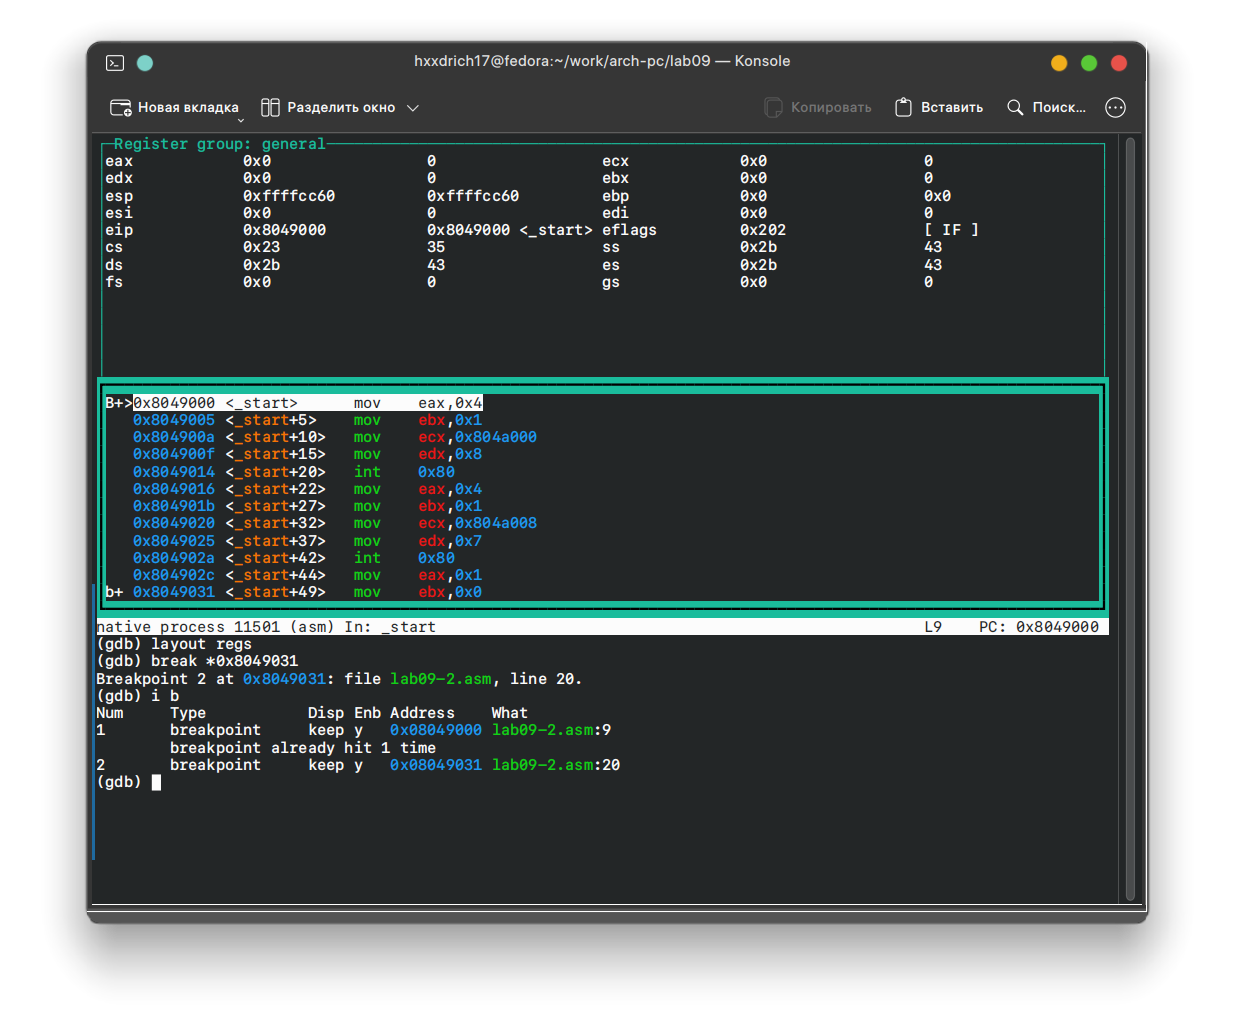 hxxdrich17@fedora:~/work/arch-pc/lab09 — Konsole
Новая вкладка Разделить окно Копировать Вставить Поиск...
Register group: general
eax 0x0 0 ecx 0x0 0
edx 0x0 0 ebx 0x0 0
esp 0xffffcc60 0xffffcc60 ebp 0x0 0x0
esi 0x0 0 edi 0x0 0
eip 0x8049000 0x8049000 <_start> eflags 0x202 [ IF ]
cs 0x23 35 ss 0x2b 43
ds 0x2b 43 es 0x2b 43
fs 0x0 0 gs 0x0 0
B+>0x8049000 <_start> mov eax,0x4
0x8049005 <_start+5> mov ebx,0x1
0x804900a <_start+10> mov ecx,0x804a000
0x804900f <_start+15> mov edx,0x8
0x8049014 <_start+20> int 0x80
0x8049016 <_start+22> mov eax,0x4
0x804901b <_start+27> mov ebx,0x1
0x8049020 <_start+32> mov ecx,0x804a008
0x8049025 <_start+37> mov edx,0x7
0x804902a <_start+42> int 0x80
0x804902c <_start+44> mov eax,0x1
b+ 0x8049031 <_start+49> mov ebx,0x0
native process 11501 (asm) In: _start L9 PC: 0x8049000
(gdb) layout regs
(gdb) break *0x8049031
Breakpoint 2 at 0x8049031: file lab09-2.asm, line 20.
(gdb) i b
Num Type Disp Enb Address What
1 breakpoint keep y 0x08049000 lab09-2.asm:9
breakpoint already hit 1 time
2 breakpoint keep y 0x08049031 lab09-2.asm:20
(gdb)